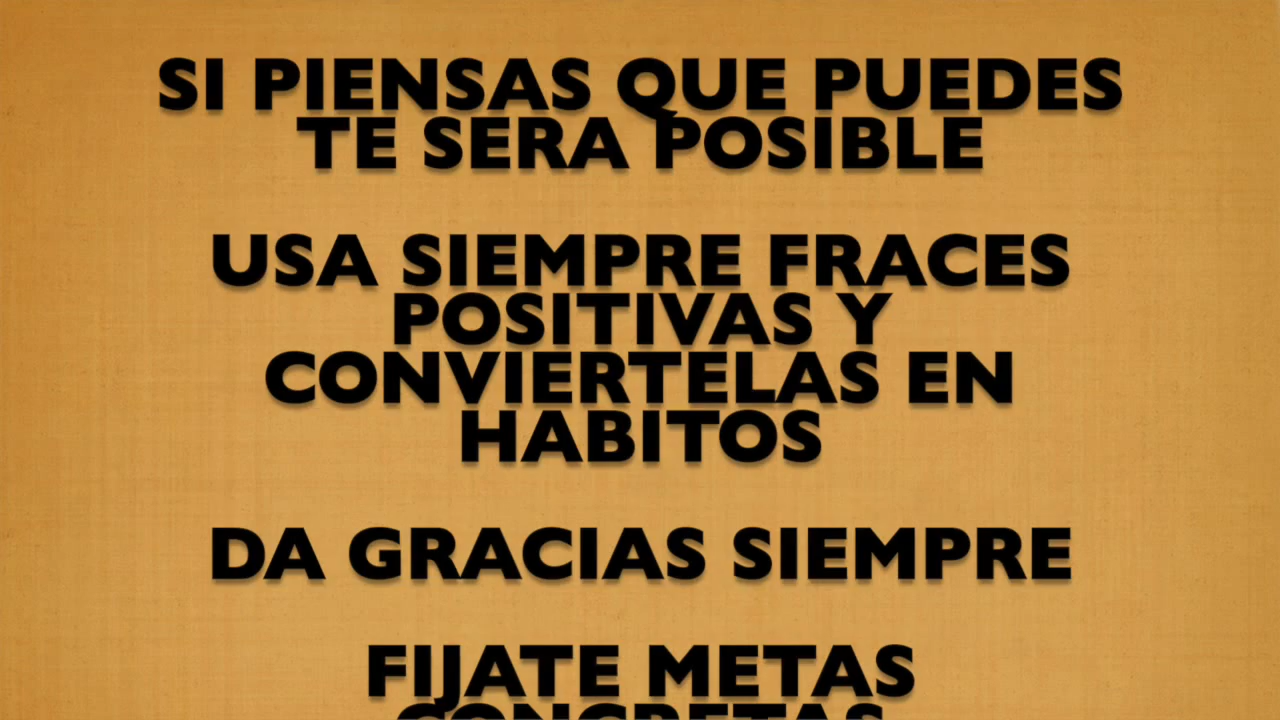 SI PIENSAS QUE PUEDES
TE SERA POSIBLE
USA SIEMPRE FRACES
POSITIVAS Y
CONVIERTELAS EN
HABITOS
DA GRACIAS SIEMPRE
FIJATE METAS
CONCRETAS